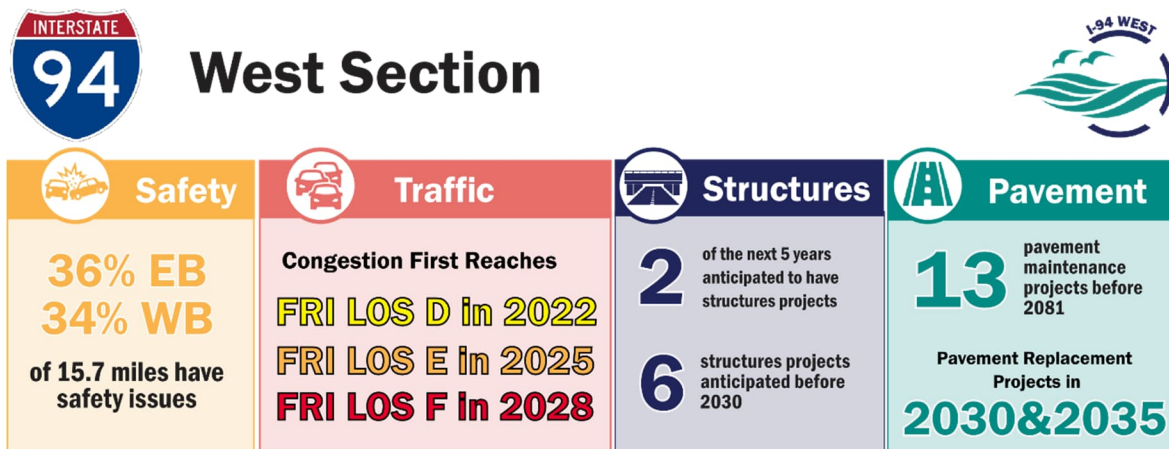 INTERSTATE
94
West Section
I-94 WEST
Safety
36% EB
34% WB
of 15.7 miles have
safety issues
Traffic
Congestion First Reaches
FRI LOS D in 2022
FRI LOS E in 2025
FRI LOS F in 2028
Structures
2
of the next 5 years
anticipated to have
structures projects
6
structures projects
anticipated before
2030
Pavement
13
pavement
maintenance
projects before
2081
Pavement Replacement
Projects in
2030&2035